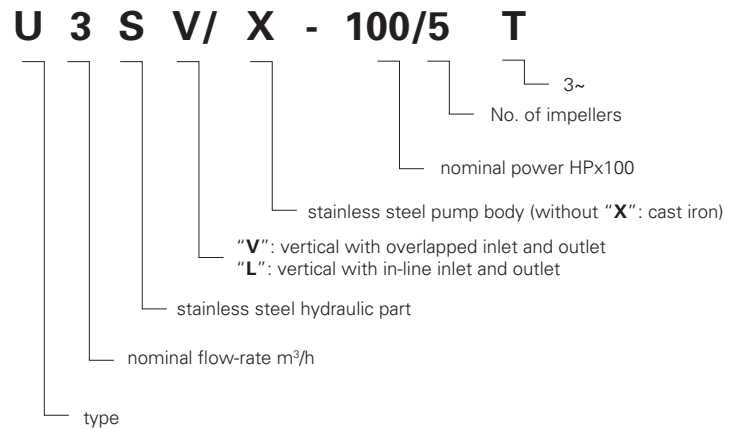 U 3 S V/ X - 100/5 T
3~
No. of impellers
nominal power HPx100
stainless steel pump body (without “X”: cast iron)
“V”: vertical with overlapped inlet and outlet
“L”: vertical with in-line inlet and outlet
stainless steel hydraulic part
nominal flow-rate m³/h
type